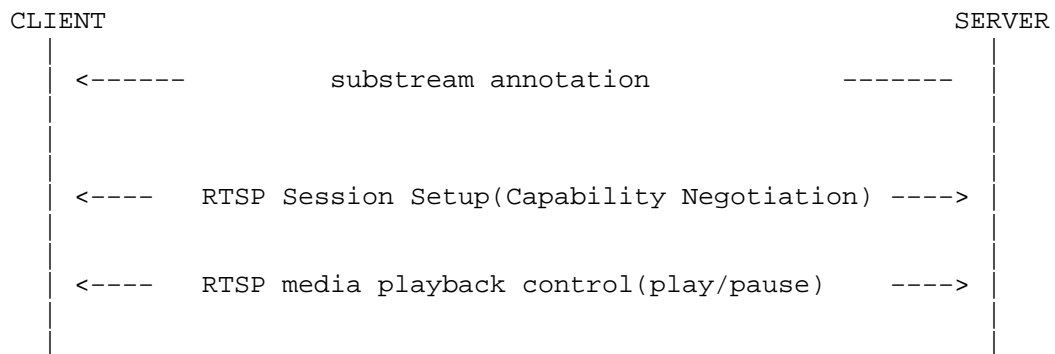 CLIENT SERVER
<------ substream annotation -------
<---- RTSP Session Setup(Capability Negotiation) ---->
<---- RTSP media playback control(play/pause) ---->